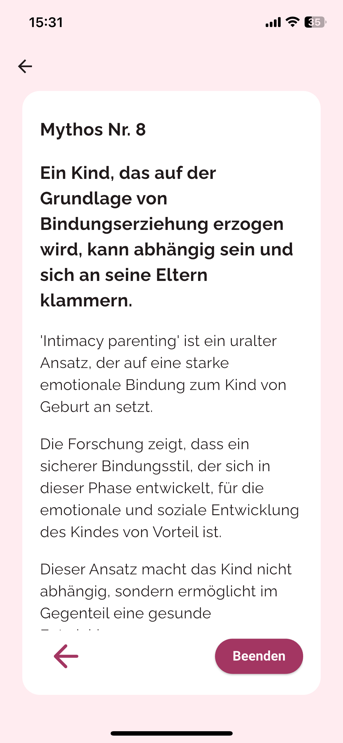 15:31
35
Mythos Nr. 8
Ein Kind, das auf der
Grundlage von
Bindungserziehung erzogen
wird, kann abhängig sein und
sich an seine Eltern
klammern.
'Intimacy parenting' ist ein uralter
Ansatz, der auf eine starke
emotionale Bindung zum Kind von
Geburt an setzt.
Die Forschung zeigt, dass ein
sicherer Bindungsstil, der sich in
dieser Phase entwickelt, für die
emotionale und soziale Entwicklung
des Kindes von Vorteil ist.
Dieser Ansatz macht das Kind nicht
abhängig, sondern ermöglicht im
Gegenteil eine gesunde
Beenden